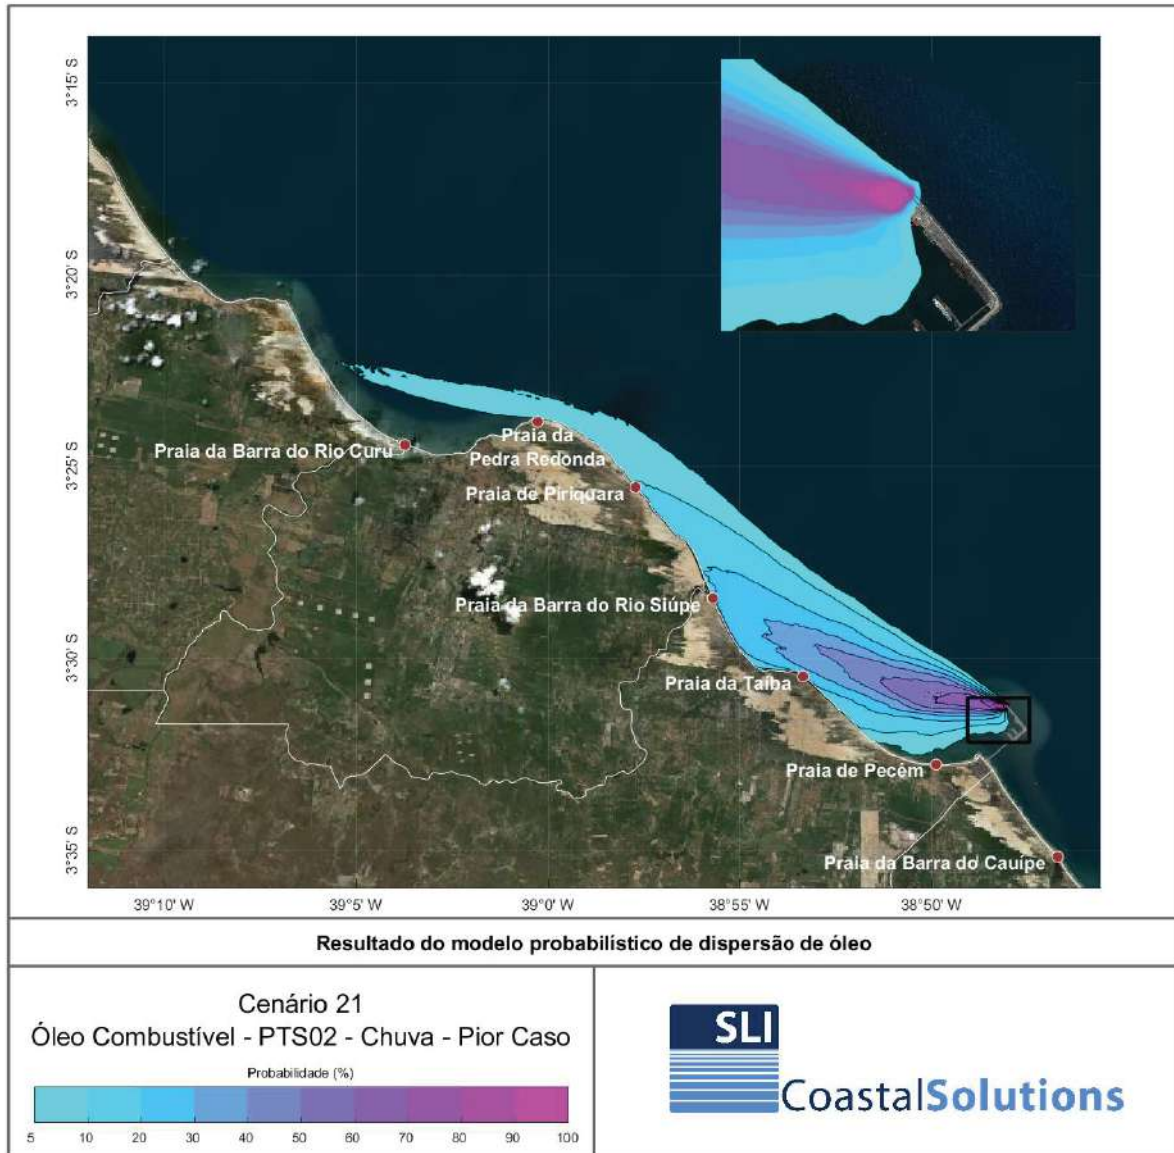 3°15' S
3°20' S
3°25' S
3°30' S
3°35' S
Praia da Barra do Rio Curu
Praia da
Pedra Redonda
Praia de Piriquara
Praia da Barra do Rio Siúpe
Praia da Taíba
Praia de Pecém
Praia da Barra do Cauípe
39°10' W
39°5' W
39°0' W
38°55' W
38°50' W
Resultado do modelo probabilístico de dispersão de óleo
Cenário 21
Óleo Combustível - PTS02 - Chuva - Pior Caso
Probabilidade (%)
5 10 20 30 40 50 60 70 80 90 100
SLI
CoastalSolutions